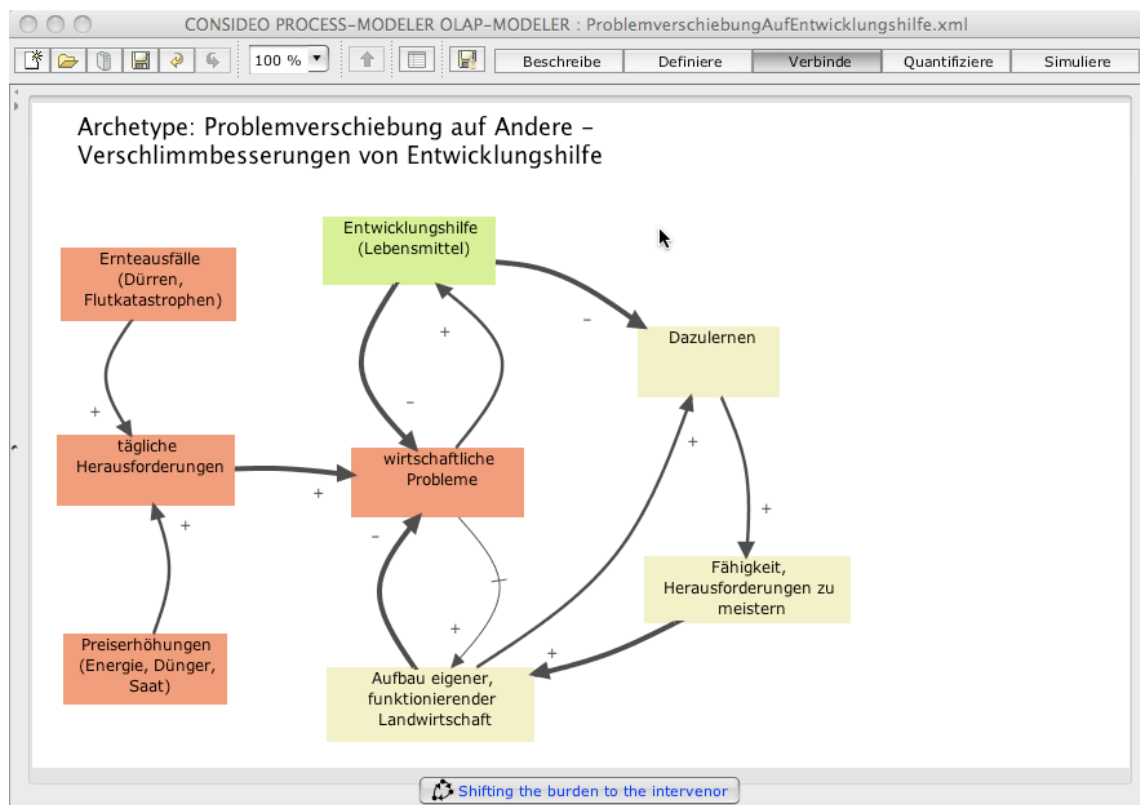 CONSIDEO PROCESS-MODELER OLAP-MODELER : ProblemverschiebungAufEntwicklungshilfe.xml
100 %
Beschreibe
Definiere
Verbinde
Quantifiziere
Simuliere
Archetype: Problemverschiebung auf Andere -
Verschlimmbesserungen von Entwicklungshilfe
Entwicklungshilfe
(Lebensmittel)
Ernteausfälle
(Dürren,
Flutkatastrophen)
-
+
Dazulernen
-
+
tägliche
Herausforderungen
+
wirtschaftliche
Probleme
+
+
+
-
Fähigkeit,
Herausforderungen zu
meistern
+
+
+
Preiserhöhungen
(Energie, Dünger,
Saat)
Aufbau eigener,
funktionierender
Landwirtschaft
Shifting the burden to the intervenor